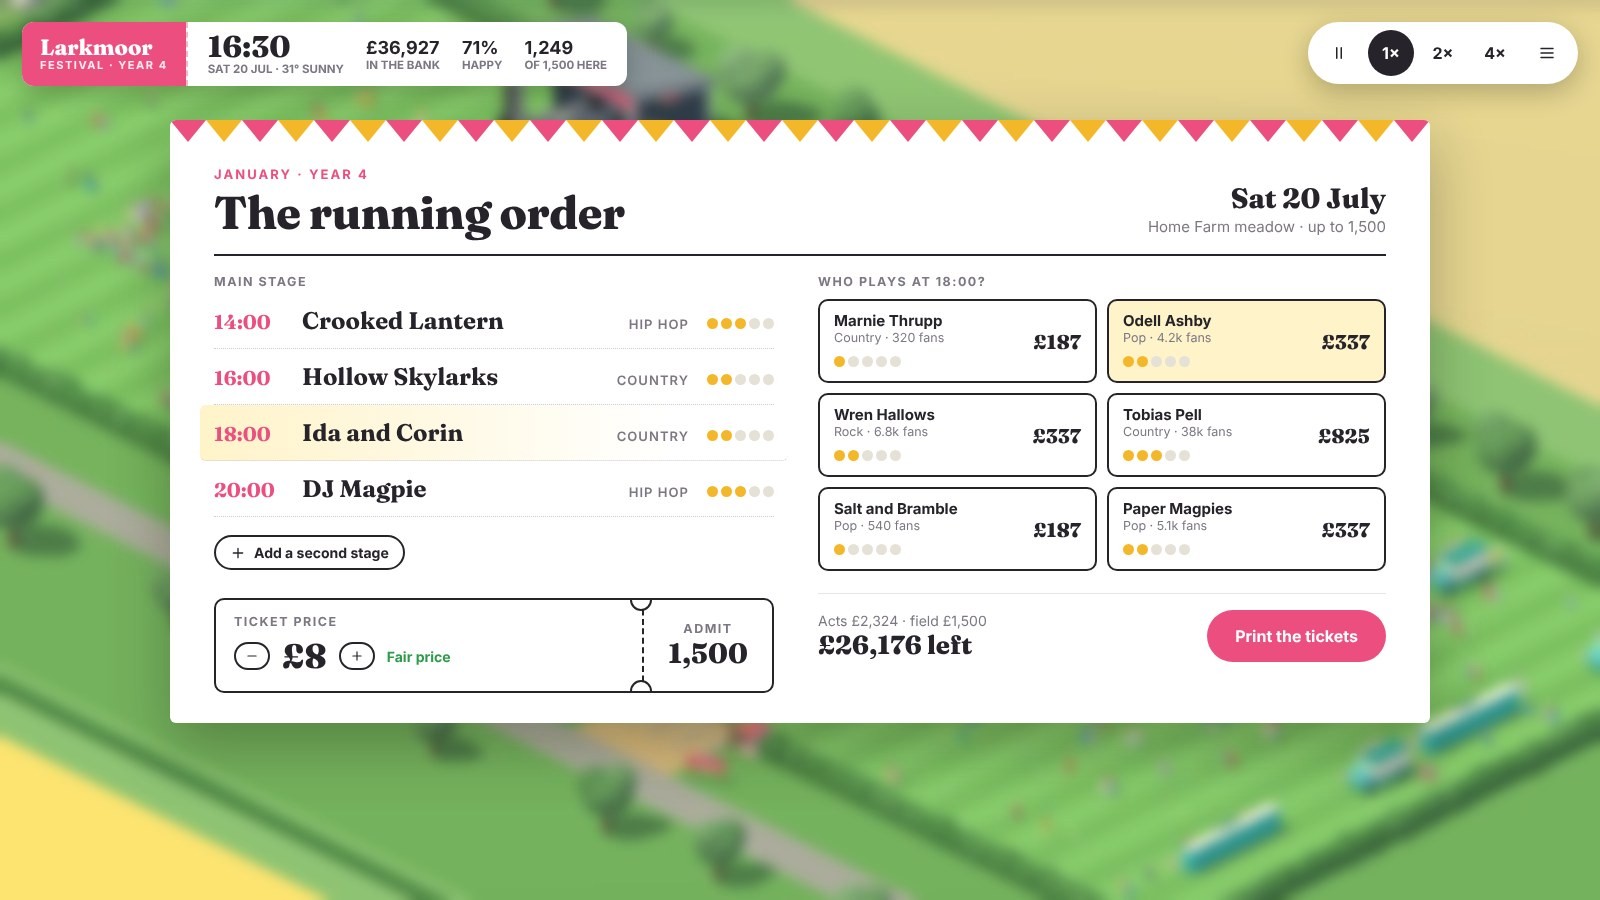 Larkmoor
FESTIVAL · YEAR 4
16:30
SAT 20 JUL · 31° SUNNY
£36,927
IN THE BANK
71%
HAPPY
1,249
OF 1,500 HERE
1×
2×
4×
JANUARY · YEAR 4
The running order
Sat 20 July
Home Farm meadow · up to 1,500
MAIN STAGE
14:00 Crooked Lantern HIP HOP
16:00 Hollow Skylarks COUNTRY
18:00 Ida and Corin COUNTRY
20:00 DJ Magpie HIP HOP
+ Add a second stage
TICKET PRICE
− £8 + Fair price
ADMIT
1,500
WHO PLAYS AT 18:00?
Marnie Thrupp
Country · 320 fans
£187
Odell Ashby
Pop · 4.2k fans
£337
Wren Hallows
Rock · 6.8k fans
£337
Tobias Pell
Country · 38k fans
£825
Salt and Bramble
Pop · 540 fans
£187
Paper Magpies
Pop · 5.1k fans
£337
Acts £2,324 · field £1,500
£26,176 left
Print the tickets